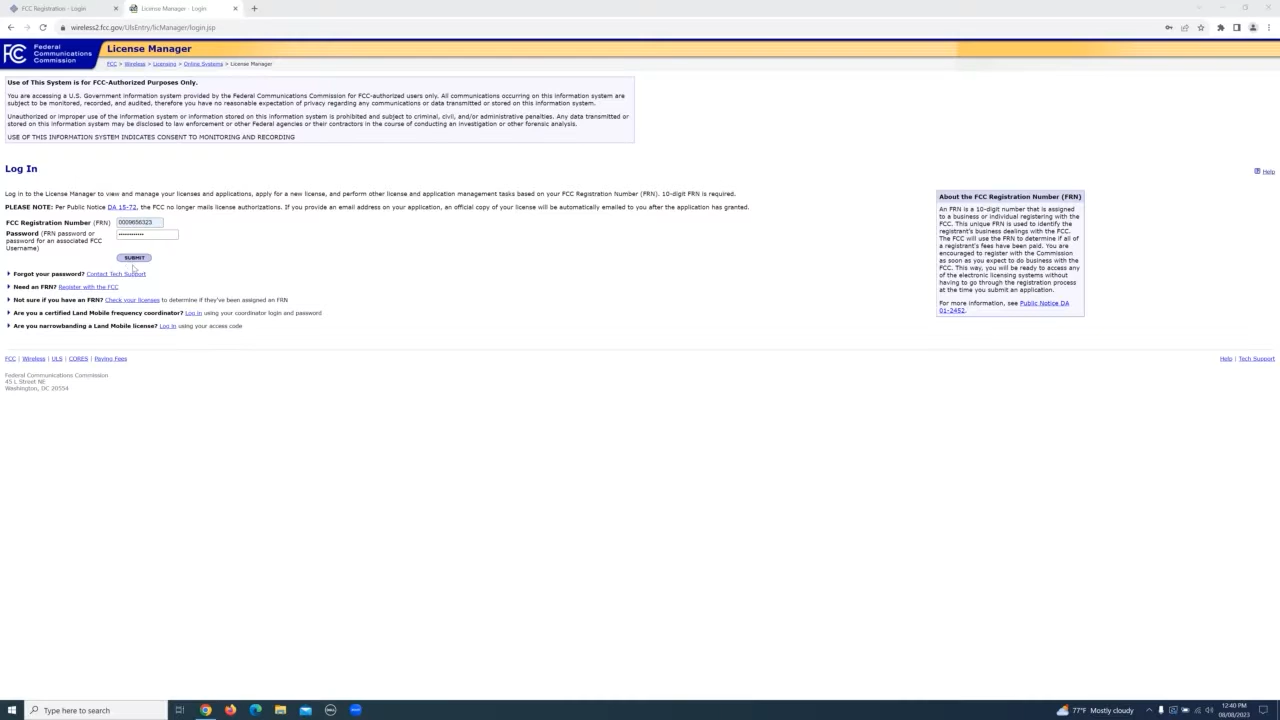 FCC Registration - Login
License Manager - Login
wireless2.fcc.gov/UlsEntry/licManager/login.jsp
FCC Federal Communications Commission
License Manager
FCC > Wireless > Licensing > Online Systems > License Manager
Use of This System is for FCC-Authorized Purposes Only.
You are accessing a U.S. Government information system provided by the Federal Communications Commission for FCC-authorized users only. All communications occurring on this information system are
subject to be monitored, recorded, and audited, therefore you have no reasonable expectation of privacy regarding any communications or data transmitted or stored on this information system.
Unauthorized or improper use of the information system or information stored on this information system is prohibited and subject to criminal, civil, and/or administrative penalties. Any data transmitted or
stored on this information system may be disclosed to law enforcement or other Federal agencies or their contractors in the course of conducting an investigation or other forensic analysis.
USE OF THIS INFORMATION SYSTEM INDICATES CONSENT TO MONITORING AND RECORDING
Log In
Help
Log in to the License Manager to view and manage your licenses and applications, apply for a new license, and perform other license and application management tasks based on your FCC Registration Number (FRN). 10-digit FRN is required.
PLEASE NOTE: Per Public Notice DA 15-72, the FCC no longer mails license authorizations. If you provide an email address on your application, an official copy of your license will be automatically emailed to you after the application has granted.
FCC Registration Number (FRN) 0009656323
Password (FRN password or
password for an associated FCC
Username)
SUBMIT
Forgot your password? Contact Tech Support
Need an FRN? Register with the FCC
Not sure if you have an FRN? Check your licenses to determine if they've been assigned an FRN
Are you a certified Land Mobile frequency coordinator? Log in using your coordinator login and password
Are you narrowbanding a Land Mobile license? Log in using your access code
About the FCC Registration Number (FRN)
An FRN is a 10-digit number that is assigned
to a business or individual registering with the
FCC. This unique FRN is used to identify the
registrant's business dealings with the FCC.
The FCC will use the FRN to determine if all of
a registrant's fees have been paid. You are
encouraged to register with the Commission
as soon as you expect to do business with the
FCC. This way, you will be ready to access any
of the electronic licensing systems without
having to go through the registration process
at the time you submit an application.
For more information, see Public Notice DA
01-2452.
FCC | Wireless | ULS | CORES | Paying Fees
Help | Tech Support
Federal Communications Commission
45 L Street NE
Washington, DC 20554
Type here to search
DELL
zoom
77°F Mostly cloudy
12:40 PM
08/08/2023